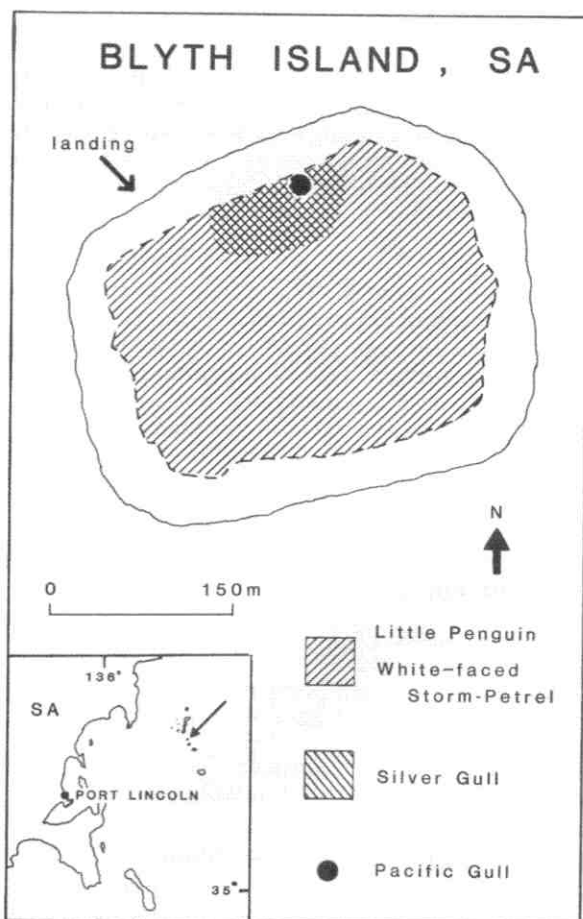 BLYTH ISLAND, SA
landing
N
0 150m
Little Penguin
White-faced
Storm-Petrel
Silver Gull
Pacific Gull
136°
SA
PORT LINCOLN
35°